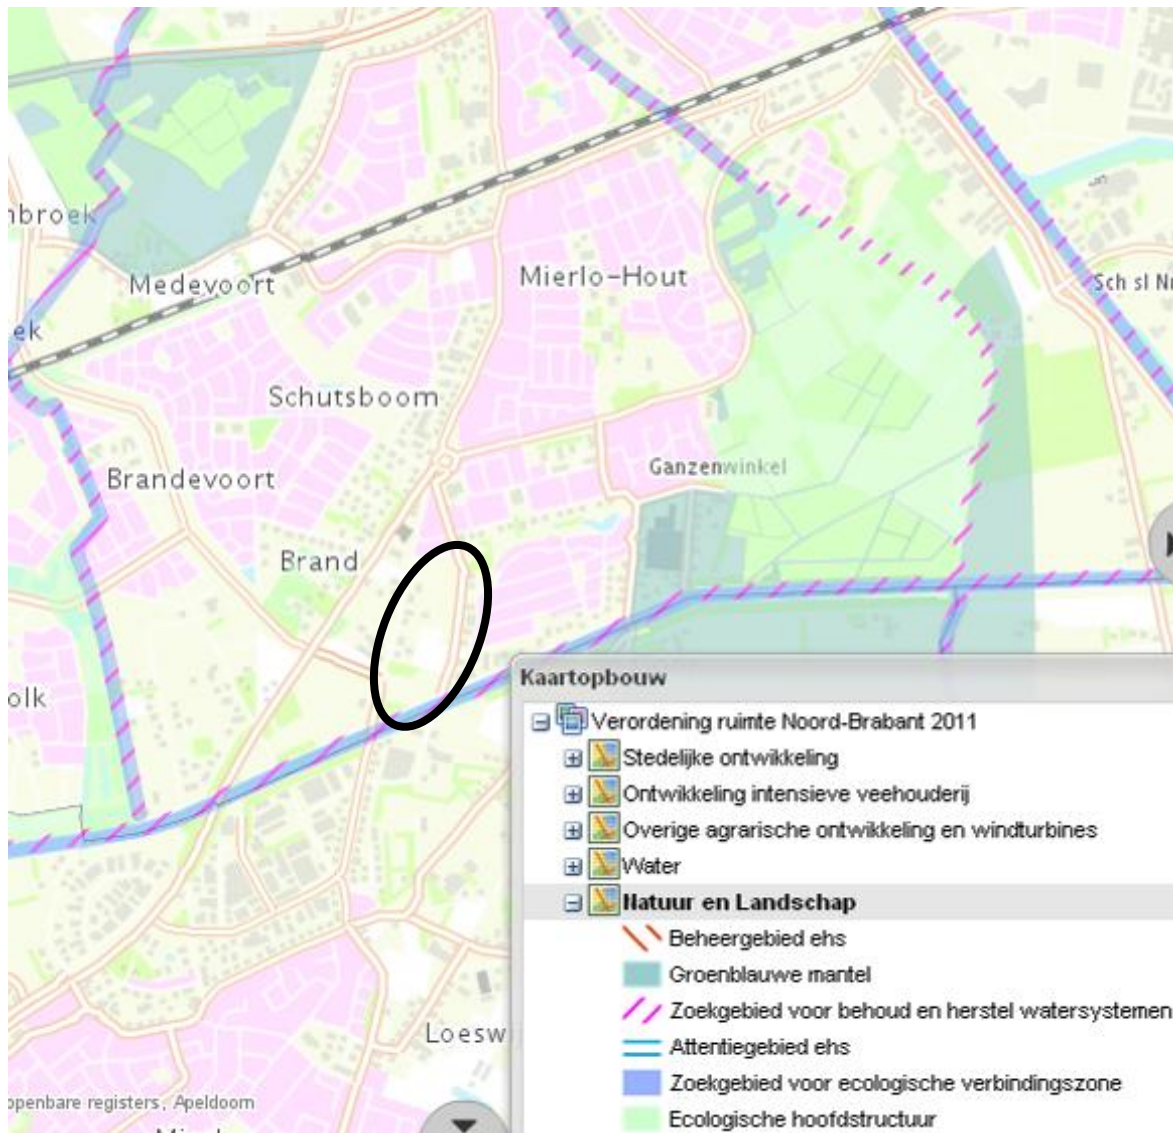 nbroek
Medevoort
Mierlo-Hout
Sch sl Ni
ek
Schutsboom
Ganzenwinkel
Brandevoort
Brand
olk
Kaartopbouw
Verordening ruimte Noord-Brabant 2011
Stedelijke ontwikkeling
Ontwikkeling intensieve veehouderij
Overige agrarische ontwikkeling en windturbines
Water
Natuur en Landschap
Beheergebied ehs
Groenblauwe mantel
Zoekgebied voor behoud en herstel watersystemen
Attentiegebied ehs
Zoekgebied voor ecologische verbindingszone
Ecologische hoofdstructuur
Loesw
openbare registers, Apeldoorn